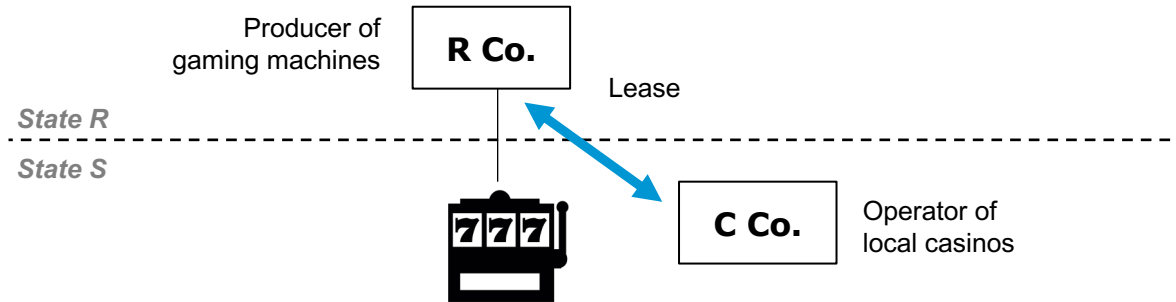 Producer of
gaming machines
R Co.
Lease
State R
State S
777
C Co.
Operator of
local casinos